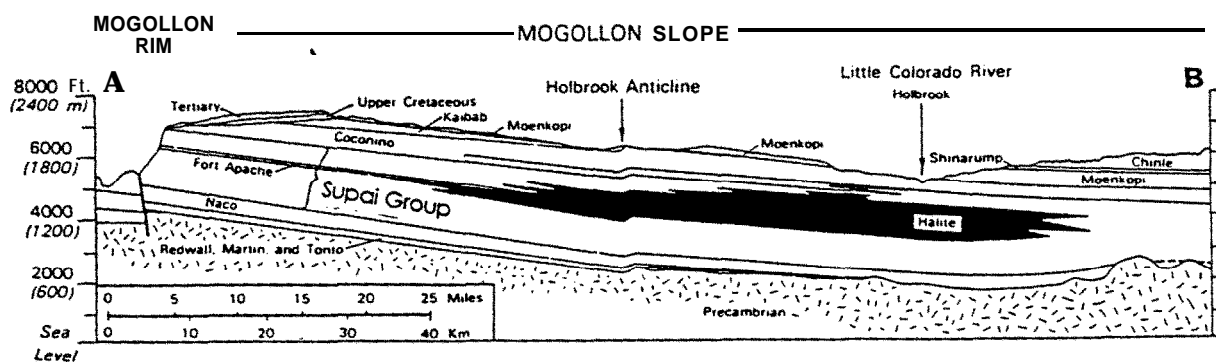 MOGOLLON
RIM
MOGOLLON SLOPE
8000 Ft.
(2400 m)
A
B
Tertiary
Upper Cretaceous
Kaibab
Moenkopi
Holbrook Anticline
Little Colorado River
Holbrook
Coconino
Moenkopi
Shinarump
Chinle
Moenkopi
6000
(1800)
Fort Apache
Supai Group
Naco
4000
(1200)
Halite
Redwall, Martin, and Tonto
2000
(600)
Precambrian
0 5 10 15 20 25 Miles
0 10 20 30 40 Km
Sea
Level